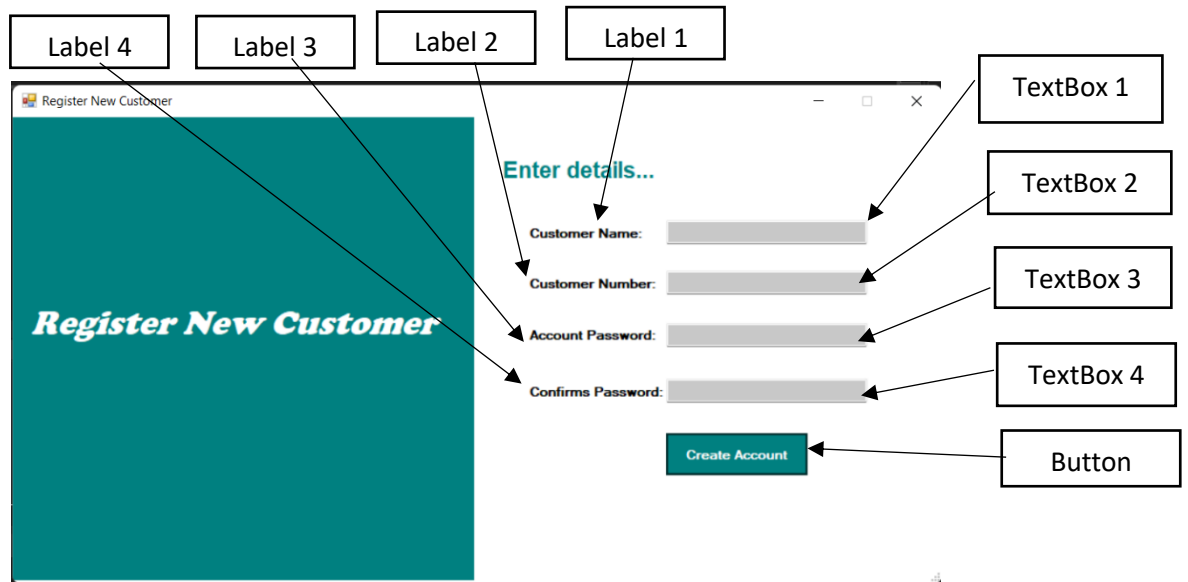 Label 4
Label 3
Label 2
Label 1
TextBox 1
Register New Customer
Enter details...
TextBox 2
Customer Name:
Customer Number:
TextBox 3
Register New Customer
Account Password:
TextBox 4
Confirms Password:
Create Account
Button